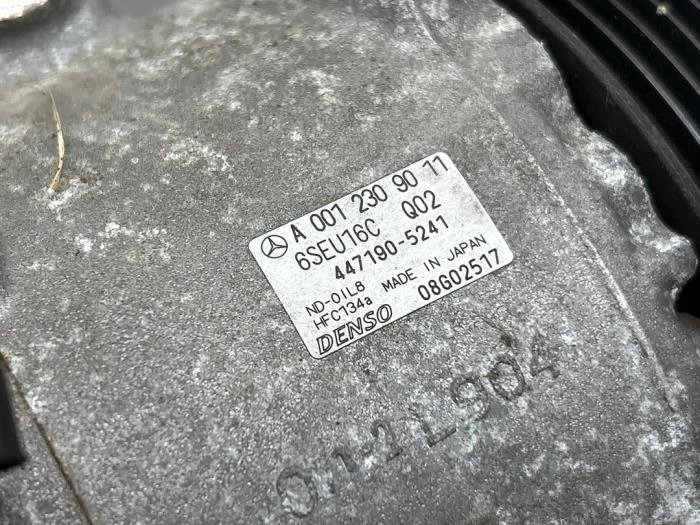 A 001 230 90 11
6SEU16C Q02
447190-5241
ND-OIL8
HFC134a MADE IN JAPAN
DENSO 08G02517